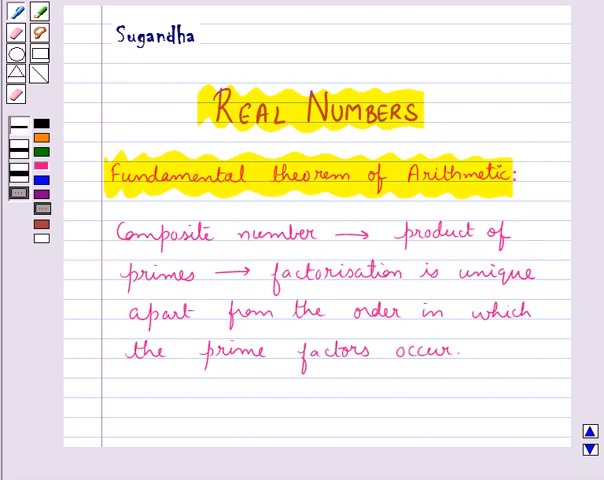 Sugandha
REAL NUMBERS
Fundamental theorem of Arithmetic:
Composite number → product of
primes → factorisation is unique
apart from the order in which
the prime factors occur.